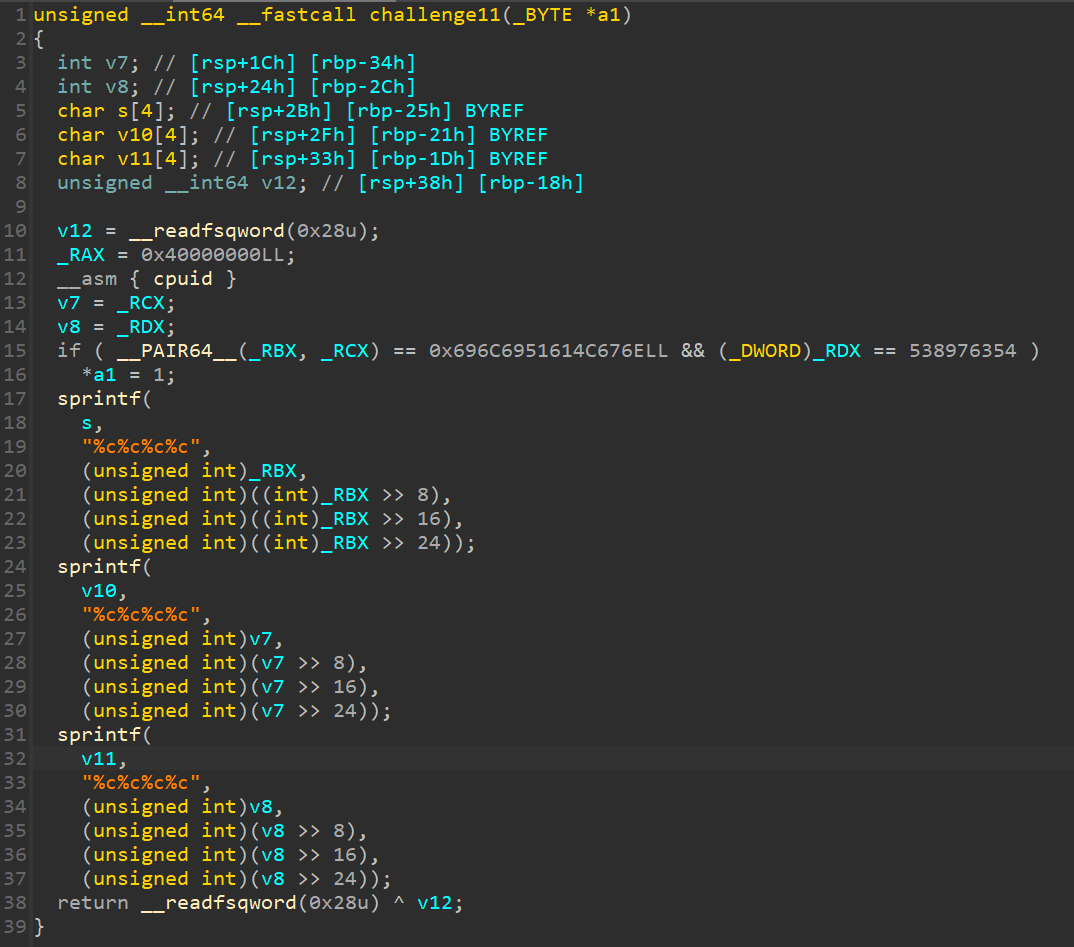 1 unsigned __int64 __fastcall challenge11(_BYTE *a1)
2 {
3   int v7; // [rsp+1Ch] [rbp-34h]
4   int v8; // [rsp+24h] [rbp-2Ch]
5   char s[4]; // [rsp+2Bh] [rbp-25h] BYREF
6   char v10[4]; // [rsp+2Fh] [rbp-21h] BYREF
7   char v11[4]; // [rsp+33h] [rbp-1Dh] BYREF
8   unsigned __int64 v12; // [rsp+38h] [rbp-18h]
9
10   v12 = __readfsqword(0x28u);
11   _RAX = 0x40000000LL;
12   __asm { cpuid }
13   v7 = _RCX;
14   v8 = _RDX;
15   if ( __PAIR64__(_RBX, _RCX) == 0x696C6951614C676ELL && (_DWORD)_RDX == 538976354 )
16     *a1 = 1;
17   sprintf(
18     s,
19     "%c%c%c%c",
20     (unsigned int)_RBX,
21     (unsigned int)((int)_RBX >> 8),
22     (unsigned int)((int)_RBX >> 16),
23     (unsigned int)((int)_RBX >> 24));
24   sprintf(
25     v10,
26     "%c%c%c%c",
27     (unsigned int)v7,
28     (unsigned int)(v7 >> 8),
29     (unsigned int)(v7 >> 16),
30     (unsigned int)(v7 >> 24));
31   sprintf(
32     v11,
33     "%c%c%c%c",
34     (unsigned int)v8,
35     (unsigned int)(v8 >> 8),
36     (unsigned int)(v8 >> 16),
37     (unsigned int)(v8 >> 24));
38   return __readfsqword(0x28u) ^ v12;
39 }